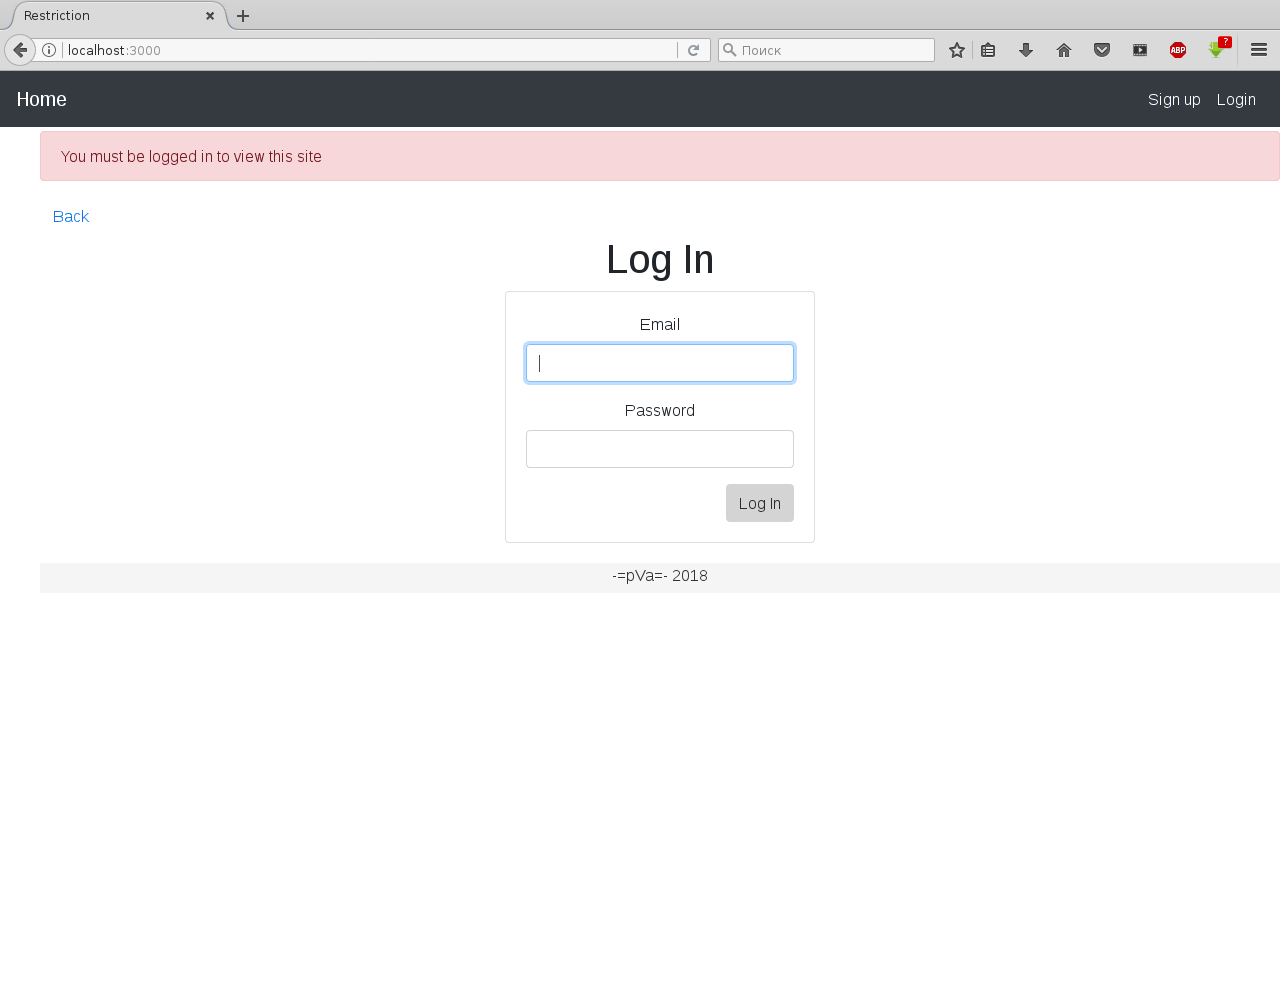 Restriction
localhost:3000
Поиск
ABP
?
Home
Sign up
Login
You must be logged in to view this site
Back
Log In
Email
Password
Log In
-=pVa=- 2018